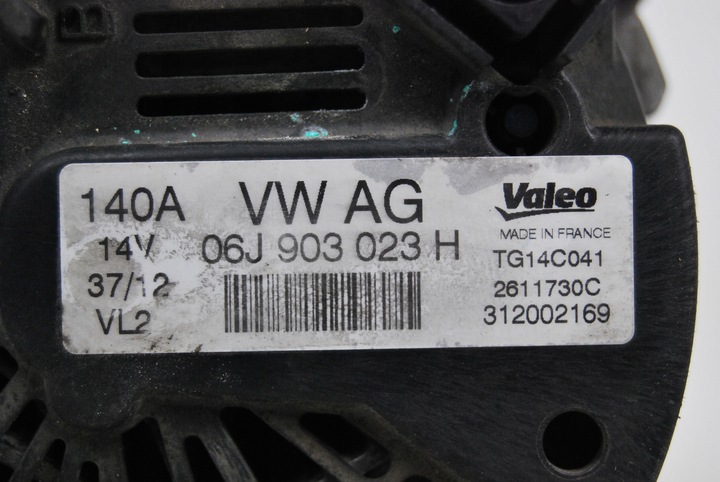 B
140A VW AG Valeo
MADE IN FRANCE
14V 06J 903 023 H TG14C041
37/12 2611730C
VL2 312002169